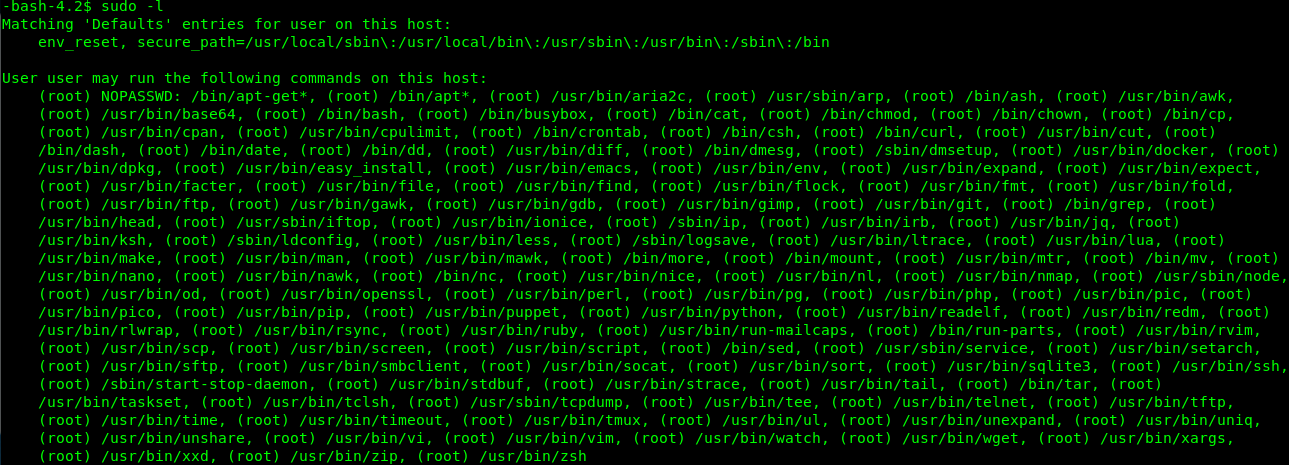 -bash-4.2$ sudo -l
Matching 'Defaults' entries for user on this host:
    env_reset, secure_path=/usr/local/sbin\:/usr/local/bin\:/usr/sbin\:/usr/bin\:/sbin\:/bin

User user may run the following commands on this host:
    (root) NOPASSWD: /bin/apt-get*, (root) /bin/apt*, (root) /usr/bin/aria2c, (root) /usr/sbin/arp, (root) /bin/ash, (root) /usr/bin/awk,
    (root) /usr/bin/base64, (root) /bin/bash, (root) /bin/busybox, (root) /bin/cat, (root) /bin/chmod, (root) /bin/chown, (root) /bin/cp,
    (root) /usr/bin/cpan, (root) /usr/bin/cpulimit, (root) /bin/crontab, (root) /bin/csh, (root) /bin/curl, (root) /usr/bin/cut, (root)
    /bin/dash, (root) /bin/date, (root) /bin/dd, (root) /usr/bin/diff, (root) /bin/dmesg, (root) /sbin/dmsetup, (root) /usr/bin/docker, (root)
    /usr/bin/dpkg, (root) /usr/bin/easy_install, (root) /usr/bin/emacs, (root) /usr/bin/env, (root) /usr/bin/expand, (root) /usr/bin/expect,
    (root) /usr/bin/facter, (root) /usr/bin/file, (root) /usr/bin/find, (root) /usr/bin/flock, (root) /usr/bin/fmt, (root) /usr/bin/fold,
    (root) /usr/bin/ftp, (root) /usr/bin/gawk, (root) /usr/bin/gdb, (root) /usr/bin/gimp, (root) /usr/bin/git, (root) /bin/grep, (root)
    /usr/bin/head, (root) /usr/sbin/iftop, (root) /usr/bin/ionice, (root) /sbin/ip, (root) /usr/bin/irb, (root) /usr/bin/jq, (root)
    /usr/bin/ksh, (root) /sbin/ldconfig, (root) /usr/bin/less, (root) /sbin/logsave, (root) /usr/bin/ltrace, (root) /usr/bin/lua, (root)
    /usr/bin/make, (root) /usr/bin/man, (root) /usr/bin/mawk, (root) /bin/more, (root) /bin/mount, (root) /usr/bin/mtr, (root) /bin/mv, (root)
    /usr/bin/nano, (root) /usr/bin/nawk, (root) /bin/nc, (root) /usr/bin/nice, (root) /usr/bin/nl, (root) /usr/bin/nmap, (root) /usr/sbin/node,
    (root) /usr/bin/od, (root) /usr/bin/openssl, (root) /usr/bin/perl, (root) /usr/bin/pg, (root) /usr/bin/php, (root) /usr/bin/pic, (root)
    /usr/bin/pico, (root) /usr/bin/pip, (root) /usr/bin/puppet, (root) /usr/bin/python, (root) /usr/bin/readelf, (root) /usr/bin/redm, (root)
    /usr/bin/rlwrap, (root) /usr/bin/rsync, (root) /usr/bin/ruby, (root) /usr/bin/run-mailcaps, (root) /bin/run-parts, (root) /usr/bin/rvim,
    (root) /usr/bin/scp, (root) /usr/bin/screen, (root) /usr/bin/script, (root) /bin/sed, (root) /usr/sbin/service, (root) /usr/bin/setarch,
    (root) /usr/bin/sftp, (root) /usr/bin/smbclient, (root) /usr/bin/socat, (root) /usr/bin/sort, (root) /usr/bin/sqlite3, (root) /usr/bin/ssh,
    (root) /sbin/start-stop-daemon, (root) /usr/bin/stdbuf, (root) /usr/bin/strace, (root) /usr/bin/tail, (root) /bin/tar, (root)
    /usr/bin/taskset, (root) /usr/bin/tclsh, (root) /usr/sbin/tcpdump, (root) /usr/bin/tee, (root) /usr/bin/telnet, (root) /usr/bin/tftp,
    (root) /usr/bin/time, (root) /usr/bin/timeout, (root) /usr/bin/tmux, (root) /usr/bin/ul, (root) /usr/bin/unexpand, (root) /usr/bin/uniq,
    (root) /usr/bin/unshare, (root) /usr/bin/vi, (root) /usr/bin/vim, (root) /usr/bin/watch, (root) /usr/bin/wget, (root) /usr/bin/xargs,
    (root) /usr/bin/xxd, (root) /usr/bin/zip, (root) /usr/bin/zsh